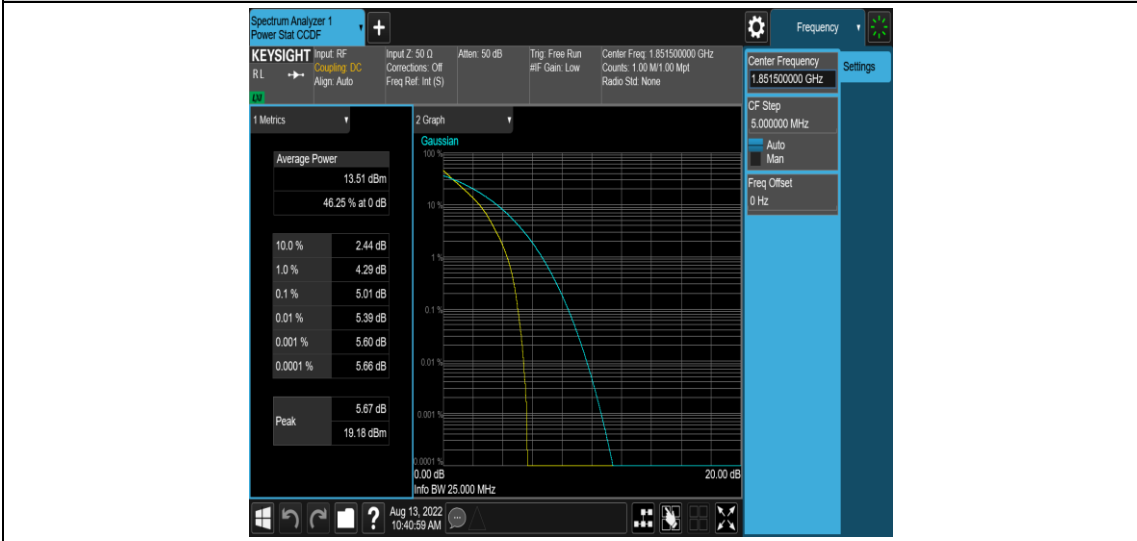 Spectrum Analyzer 1
Power Stat CCDF
+
Frequency
KEYSIGHT
R L
LXI
Input: RF
Coupling: DC
Align: Auto
Input Z: 50 Ω
Corrections: Off
Freq Ref: Int (S)
Atten: 50 dB
Trig: Free Run
#IF Gain: Low
Center Freq: 1.851500000 GHz
Counts: 1.00 M/1.00 Mpt
Radio Std: None
Center Frequency
1.851500000 GHz
Settings
CF Step
5.000000 MHz
Auto
Man
Freq Offset
0 Hz
1 Metrics
Average Power
13.51 dBm
46.25 % at 0 dB
10.0 % 2.44 dB
1.0 % 4.29 dB
0.1 % 5.01 dB
0.01 % 5.39 dB
0.001 % 5.60 dB
0.0001 % 5.66 dB
Peak
5.67 dB
19.18 dBm
2 Graph
Gaussian
100 %
10 %
1 %
0.1 %
0.01 %
0.001 %
0.0001 %
0.00 dB 20.00 dB
Info BW 25.000 MHz
?
Aug 13, 2022
10:40:59 AM